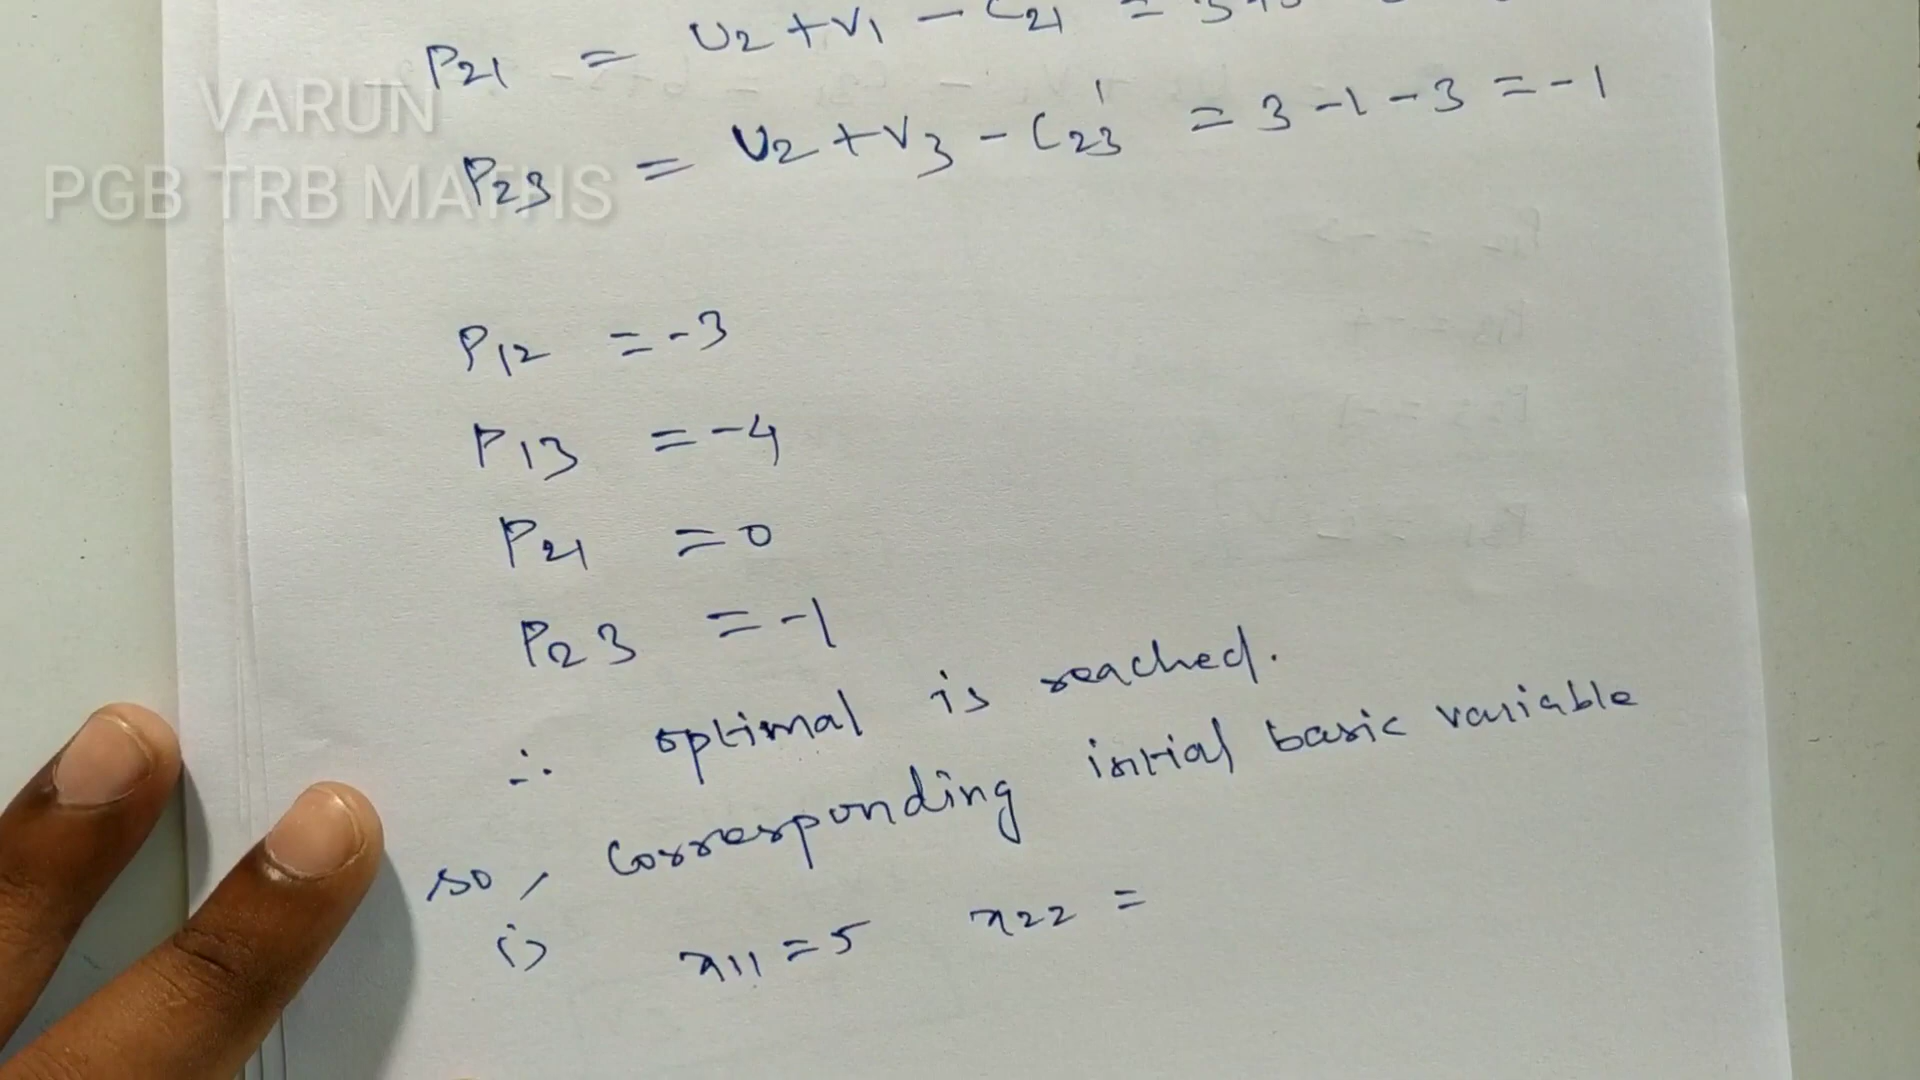 P21 = U2 + V1 - C21 =
VARUN
P23 = U2 + V3 - C23 = 3 - 1 - 3 = -1
PGB TRB MATHS
P12 = -3
P13 = -4
P21 = 0
P23 = -1
∴ optimal is reached.
so, corresponding initial basic variable
is x11 = 5 x22 =